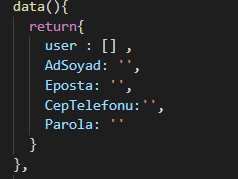 data(){
return{
user : [] ,
AdSoyad: '',
Eposta: '',
CepTelefonu:'',
Parola: ''
}
},